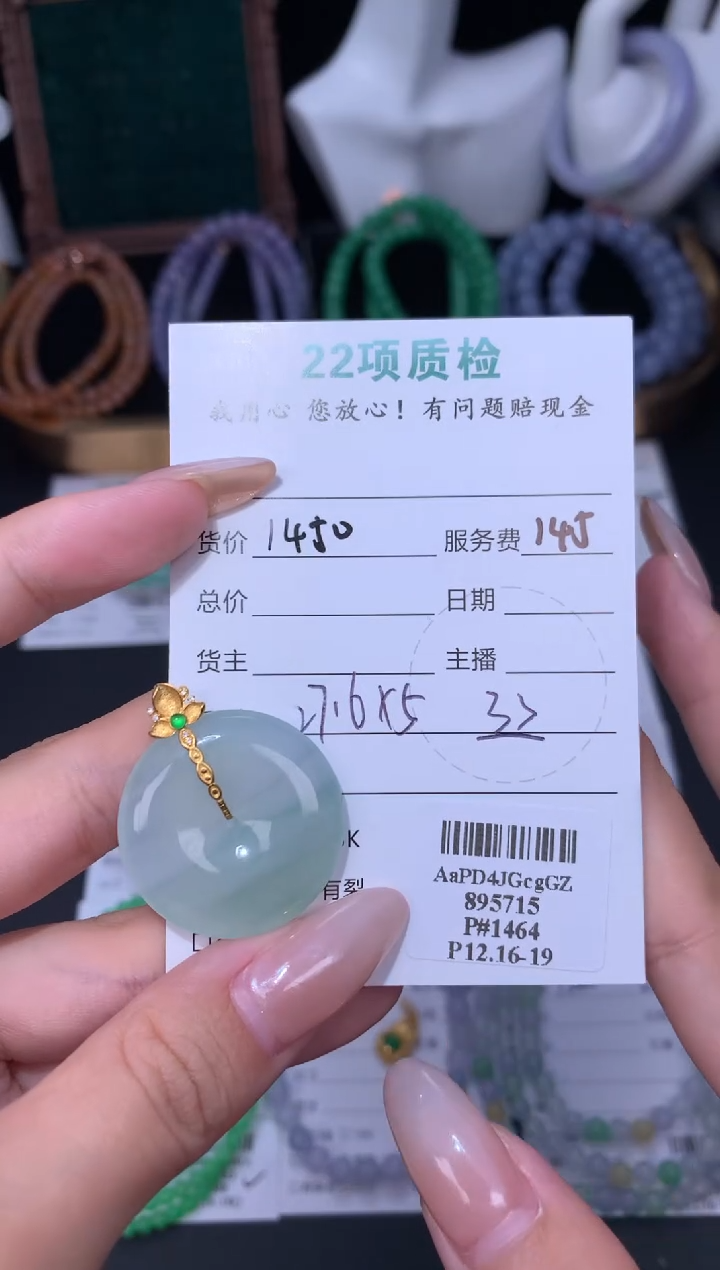 22项质检
我用心 您放心！有问题赔现金
货价 1450 服务费 145
总价 日期
货主 主播
27.6×5 32
K
有裂
AaPD4JGcgGZ
895715
P#1464
P12.16-19